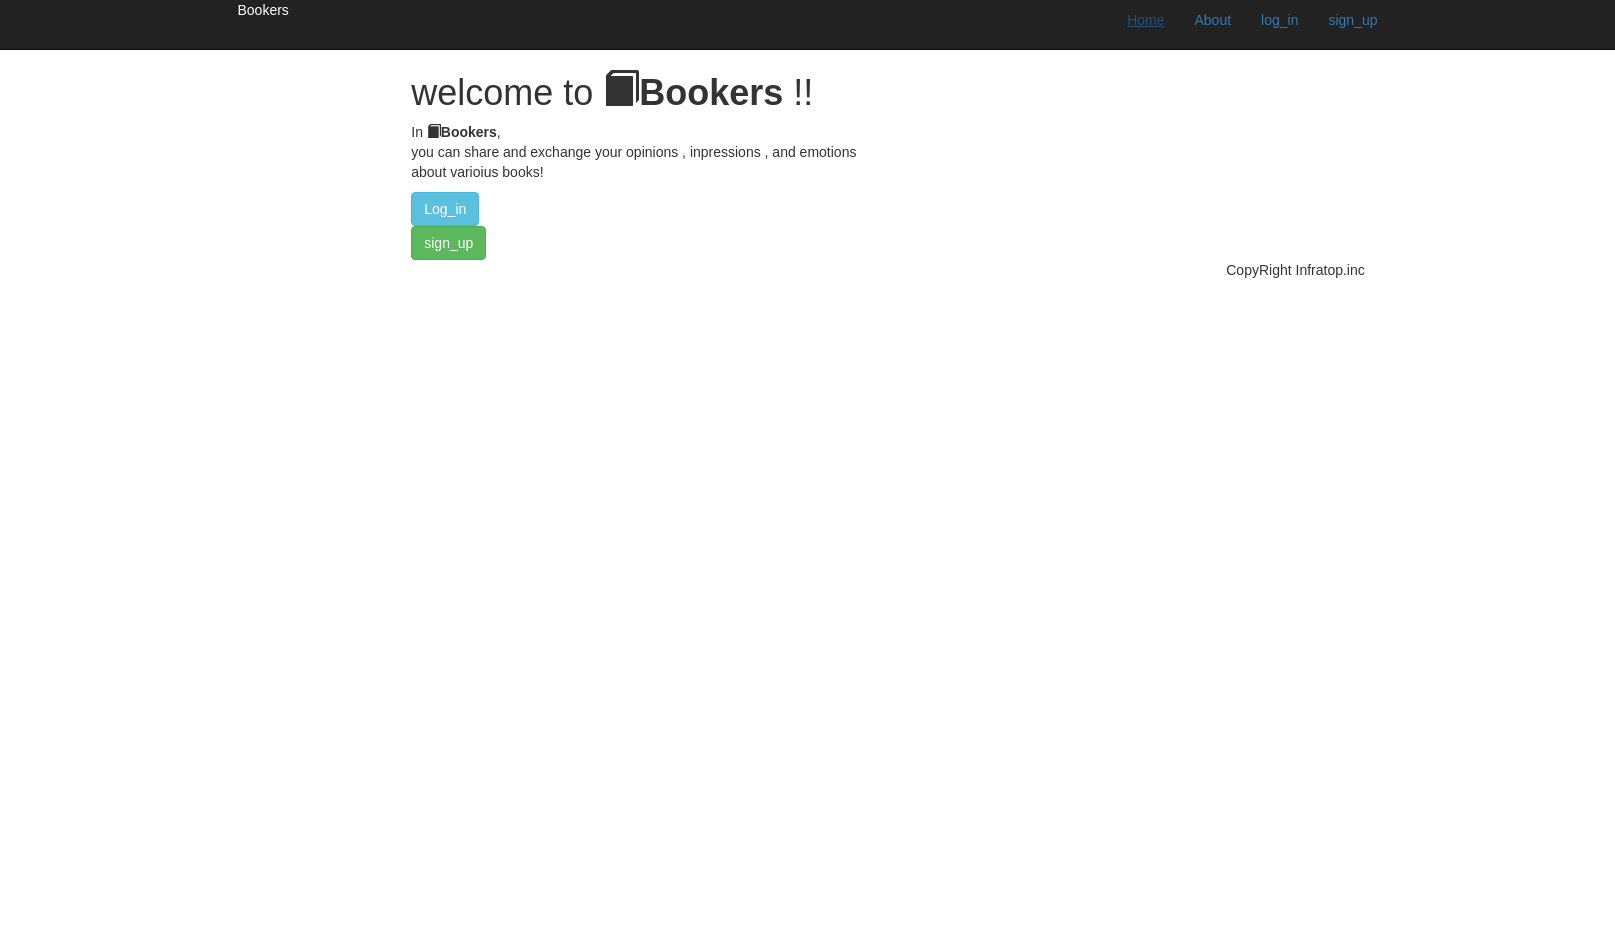 Bookers
Home About log_in sign_up
welcome to Bookers !!
In Bookers,
you can share and exchange your opinions , inpressions , and emotions
about varioius books!
Log_in
sign_up
CopyRight Infratop.inc